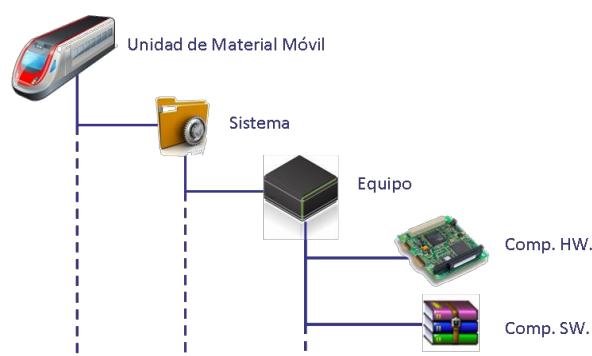 Unidad de Material Móvil
Sistema
Equipo
Comp. HW.
Comp. SW.